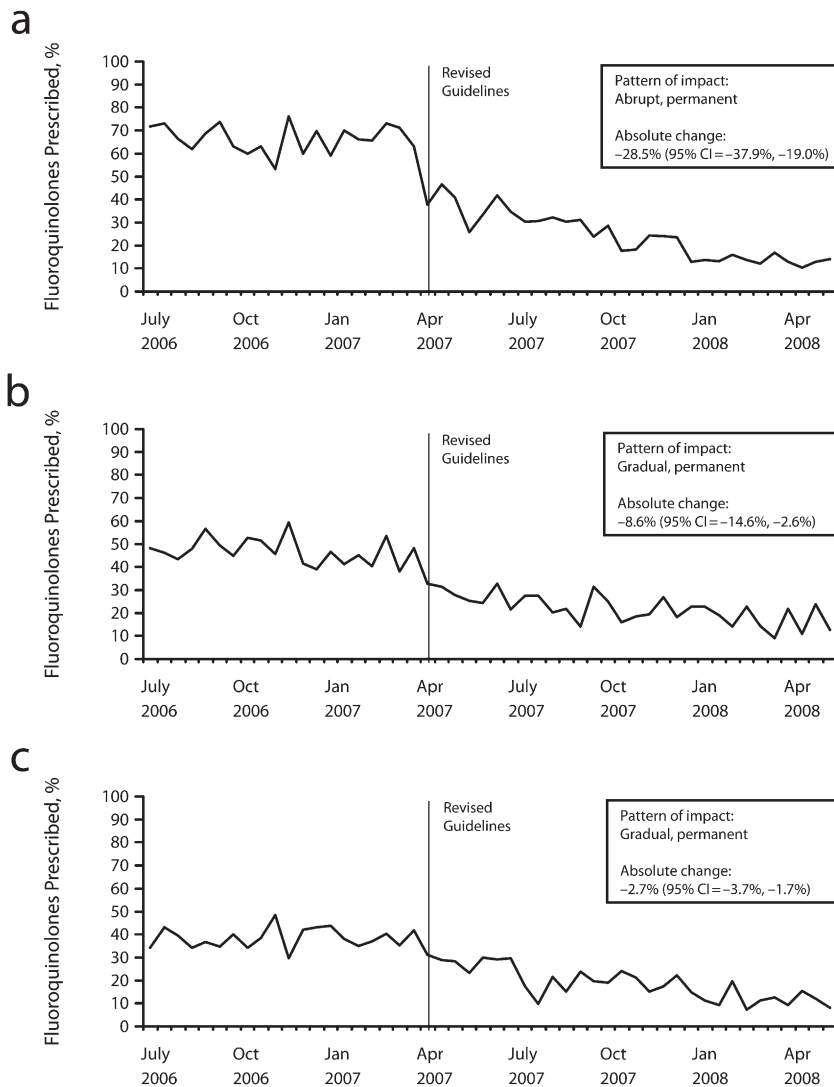 a
Fluoroquinolones Prescribed, %
100
90
80
70
60
50
40
30
20
10
0
Revised
Guidelines
Pattern of impact:
Abrupt, permanent
Absolute change:
–28.5% (95% CI = –37.9%, –19.0%)
July Oct Jan Apr July Oct Jan Apr
2006 2006 2007 2007 2007 2007 2008 2008
b
Fluoroquinolones Prescribed, %
100
90
80
70
60
50
40
30
20
10
0
Revised
Guidelines
Pattern of impact:
Gradual, permanent
Absolute change:
–8.6% (95% CI = –14.6%, –2.6%)
July Oct Jan Apr July Oct Jan Apr
2006 2006 2007 2007 2007 2007 2008 2008
c
Fluoroquinolones Prescribed, %
100
90
80
70
60
50
40
30
20
10
0
Revised
Guidelines
Pattern of impact:
Gradual, permanent
Absolute change:
–2.7% (95% CI = –3.7%, –1.7%)
July Oct Jan Apr July Oct Jan Apr
2006 2006 2007 2007 2007 2007 2008 2008